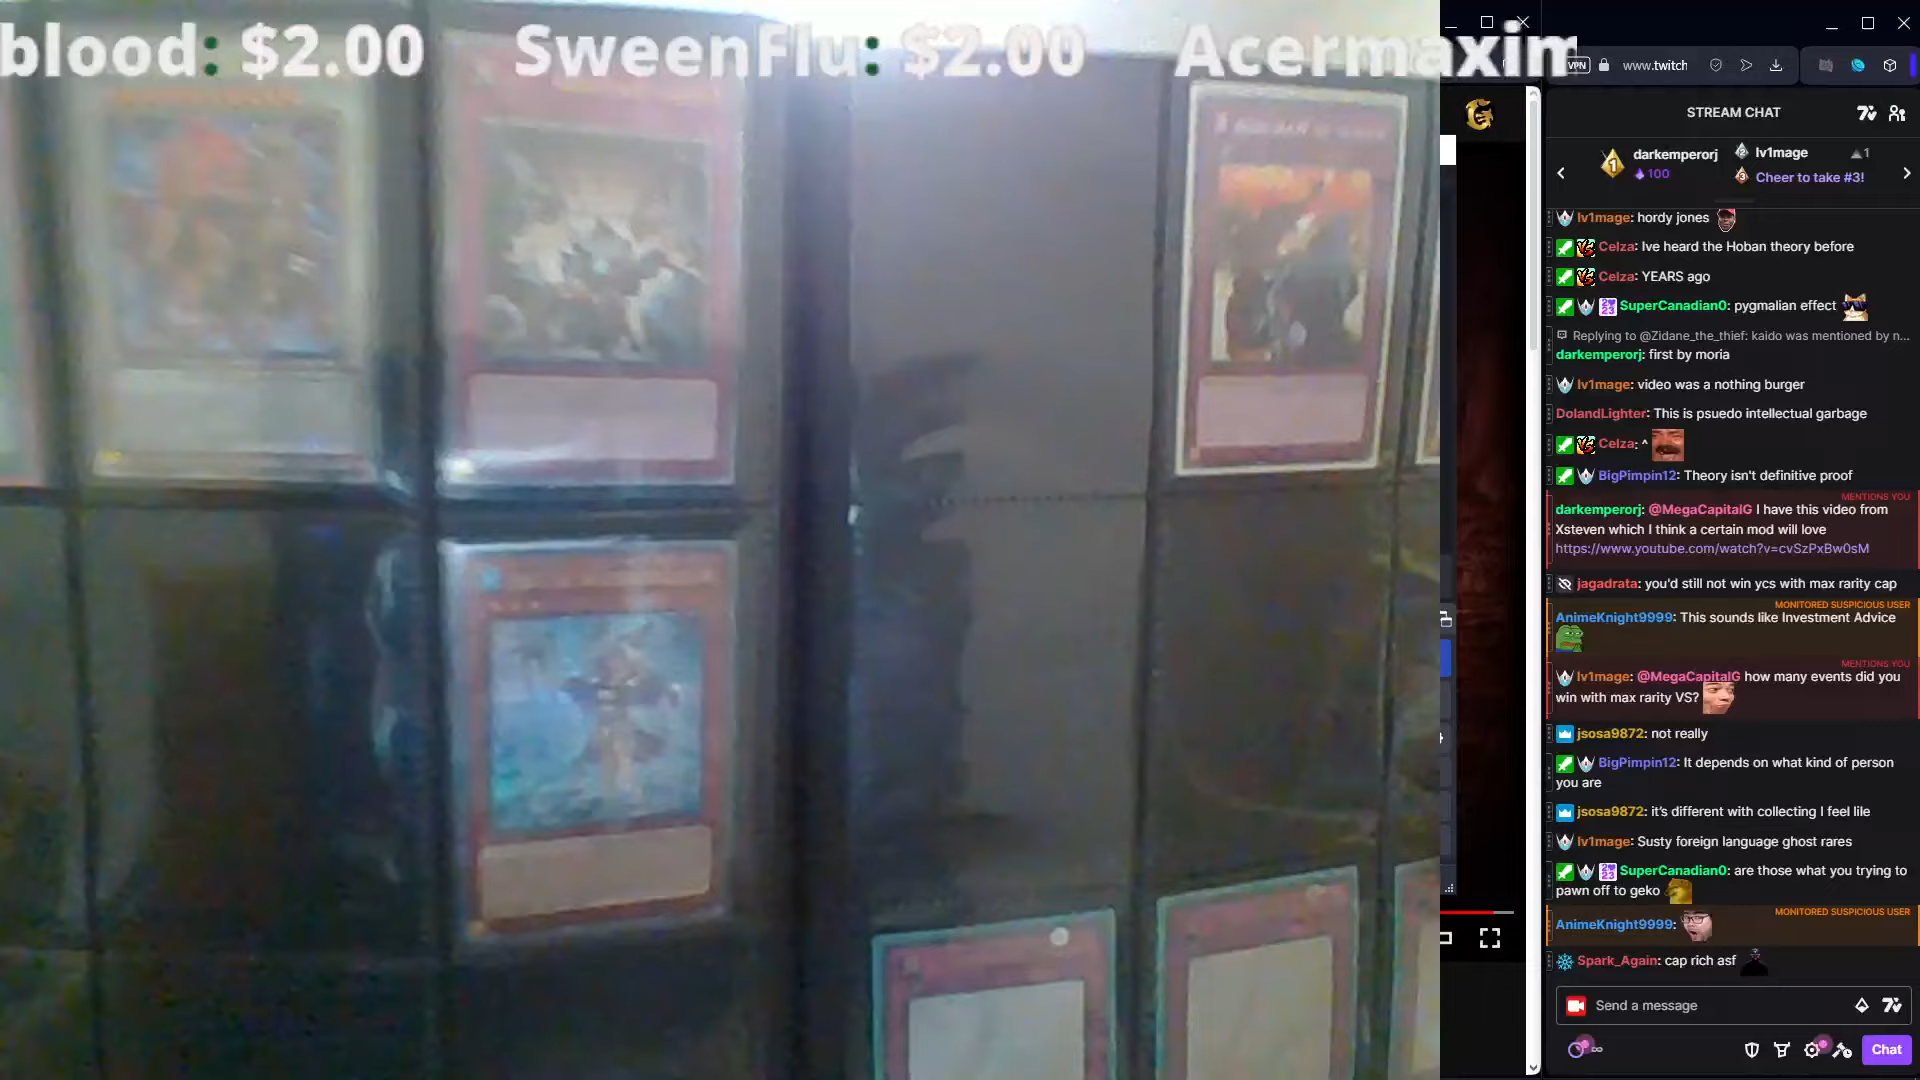 blood: $2.00 SweenFlu: $2.00 Acermaxim
VPN www.twitch
STREAM CHAT
darkemperorj
100
lv1mage
1
Cheer to take #3!
lv1mage: hordy jones
Celza: Ive heard the Hoban theory before
Celza: YEARS ago
SuperCanadian0: pygmalian effect
Replying to @Zidane_the_thief: kaido was mentioned by n...
darkemperorj: first by moria
lv1mage: video was a nothing burger
DolandLighter: This is psuedo intellectual garbage
Celza: ^
BigPimpin12: Theory isn't definitive proof
MENTIONS YOU
darkemperorj: @MegaCapitalG I have this video from
Xsteven which I think a certain mod will love
https://www.youtube.com/watch?v=cvSzPxBw0sM
jagadrata: you'd still not win ycs with max rarity cap
MONITORED SUSPICIOUS USER
AnimeKnight9999: This sounds like Investment Advice
MENTIONS YOU
lv1mage: @MegaCapitalG how many events did you
win with max rarity VS?
jsosa9872: not really
BigPimpin12: It depends on what kind of person
you are
jsosa9872: it's different with collecting I feel lile
lv1mage: Susty foreign language ghost rares
SuperCanadian0: are those what you trying to
pawn off to geko
MONITORED SUSPICIOUS USER
AnimeKnight9999:
Spark_Again: cap rich asf
Send a message
Chat